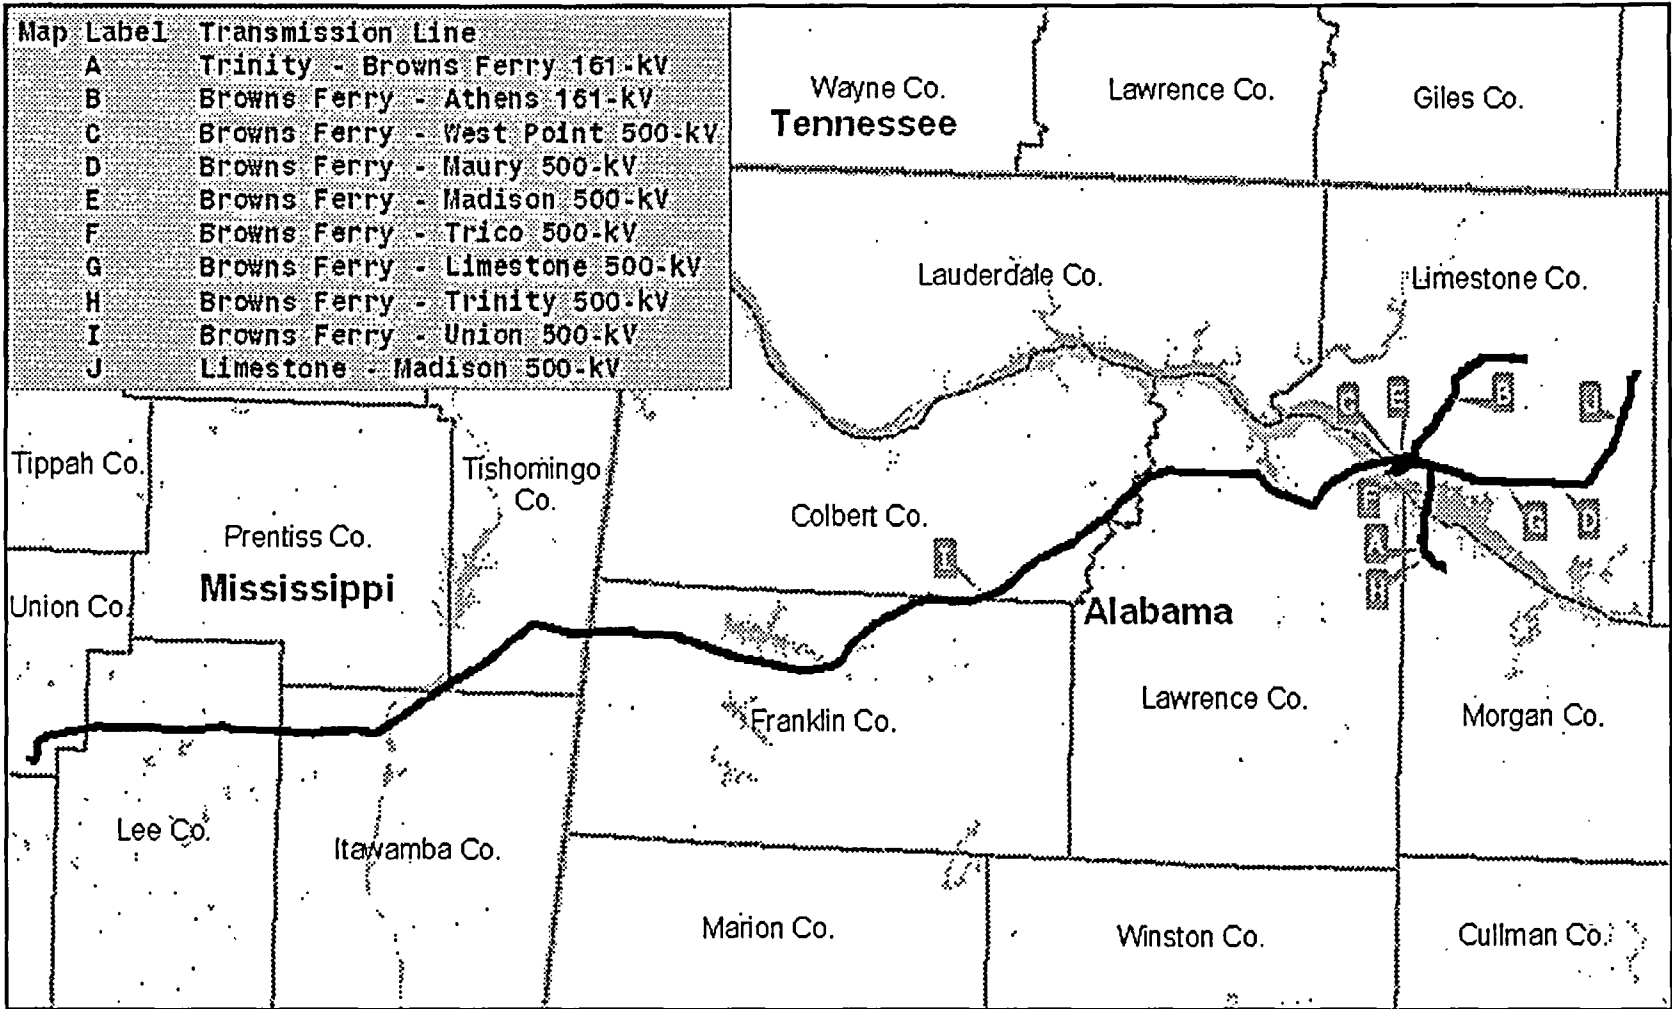 Map Label Transmission Line
A Trinity - Browns Ferry 161-kV
B Browns Ferry - Athens 161-kV
C Browns Ferry - West Point 500-kV
D Browns Ferry - Maury 500-kV
E Browns Ferry - Madison 500-kV
F Browns Ferry - Trico 500-kV
G Browns Ferry - Limestone 500-kV
H Browns Ferry - Trinity 500-kV
I Browns Ferry - Union 500-kV
J Limestone - Madison 500-kV
Wayne Co.
Lawrence Co.
Giles Co.
Tennessee
Lauderdale Co.
Limestone Co.
E
B
J
Tippah Co.
Tishomingo
Co.
Colbert Co.
F
G
D
Prentiss Co.
I
A
H
Mississippi
Union Co.
Alabama
Franklin Co.
Lawrence Co.
Morgan Co.
Lee Co.
Itawamba Co.
Marion Co.
Winston Co.
Cullman Co.